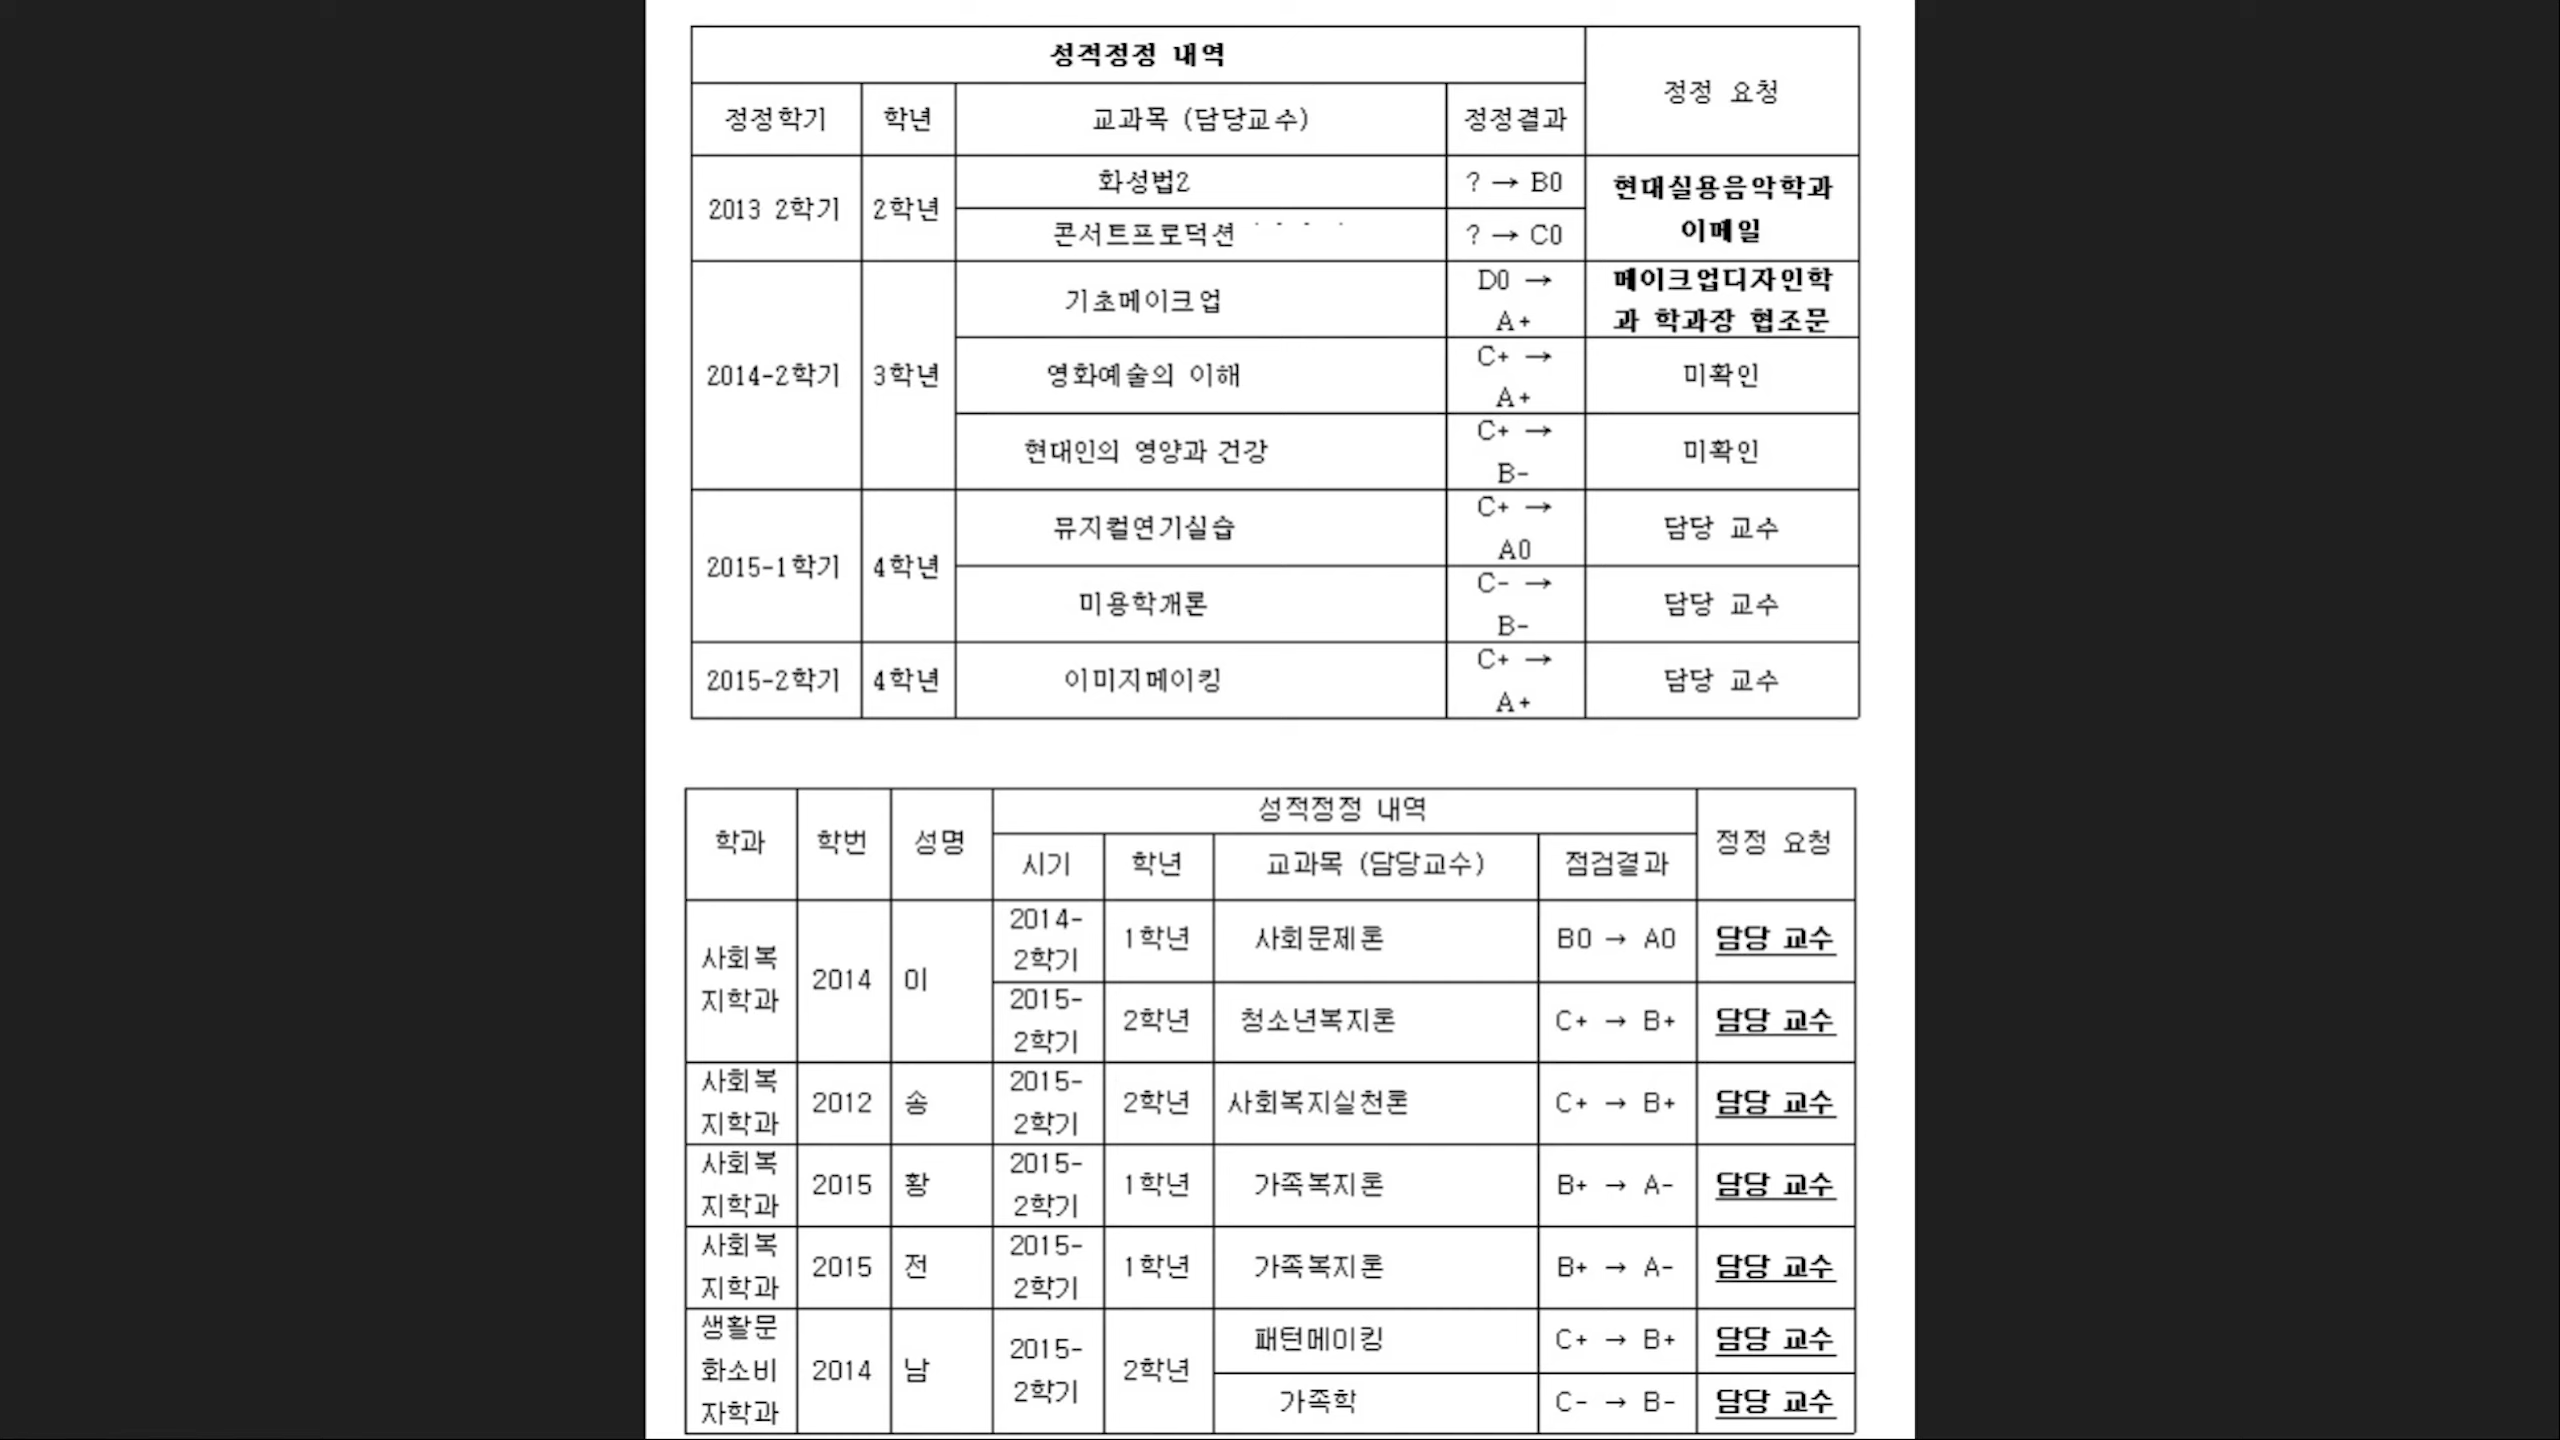 성적정정 내역
정정 요청
정정학기 학년 교과목 (담당교수) 정정결과
2013 2학기 2학년 화성법2 ? → B0 현대실용음악학과
이메일
콘서트프로덕션 ? → C0
2014-2학기 3학년 기초메이크업 D0 →
A+
메이크업디자인학
과 학과장 협조문
영화예술의 이해 C+ →
A+
미확인
현대인의 영양과 건강 C+ →
B-
미확인
2015-1학기 4학년 뮤지컬연기실습 C+ →
A0
담당 교수
미용학개론 C- →
B-
담당 교수
2015-2학기 4학년 이미지메이킹 C+ →
A+
담당 교수
학과 학번 성명 성적정정 내역 정정 요청
시기 학년 교과목 (담당교수) 점검결과
사회복
지학과
2014 이
2014-
2학기
1학년 사회문제론 B0 → A0 담당 교수
2015-
2학기
2학년 청소년복지론 C+ → B+ 담당 교수
사회복
지학과
2012 송
2015-
2학기
2학년 사회복지실천론 C+ → B+ 담당 교수
사회복
지학과
2015 황
2015-
2학기
1학년 가족복지론 B+ → A- 담당 교수
사회복
지학과
2015 전
2015-
2학기
1학년 가족복지론 B+ → A- 담당 교수
생활문
화소비
자학과
2014 남
2015-
2학기
2학년 패턴메이킹 C+ → B+ 담당 교수
가족학 C- → B- 담당 교수